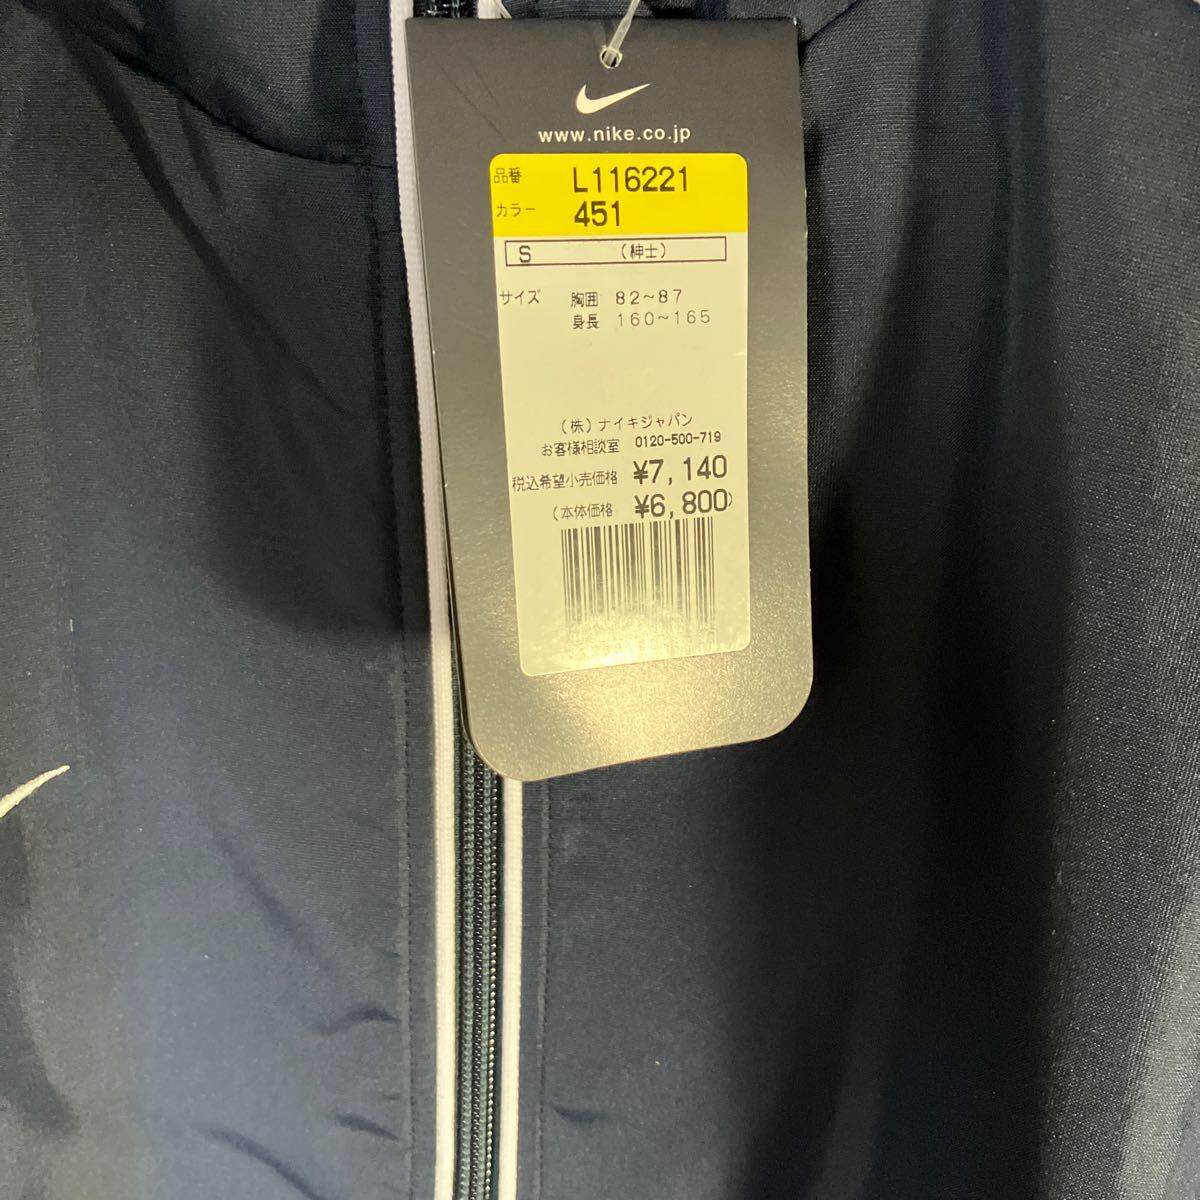 www.nike.co.jp
品番 L116221
カラー 451
S (紳士)
サイズ 胸囲 82~87
身長 160~165
(株)ナイキジャパン
お客様相談室 0120-500-719
税込希望小売価格 ¥7,140
(本体価格 ¥6,800)